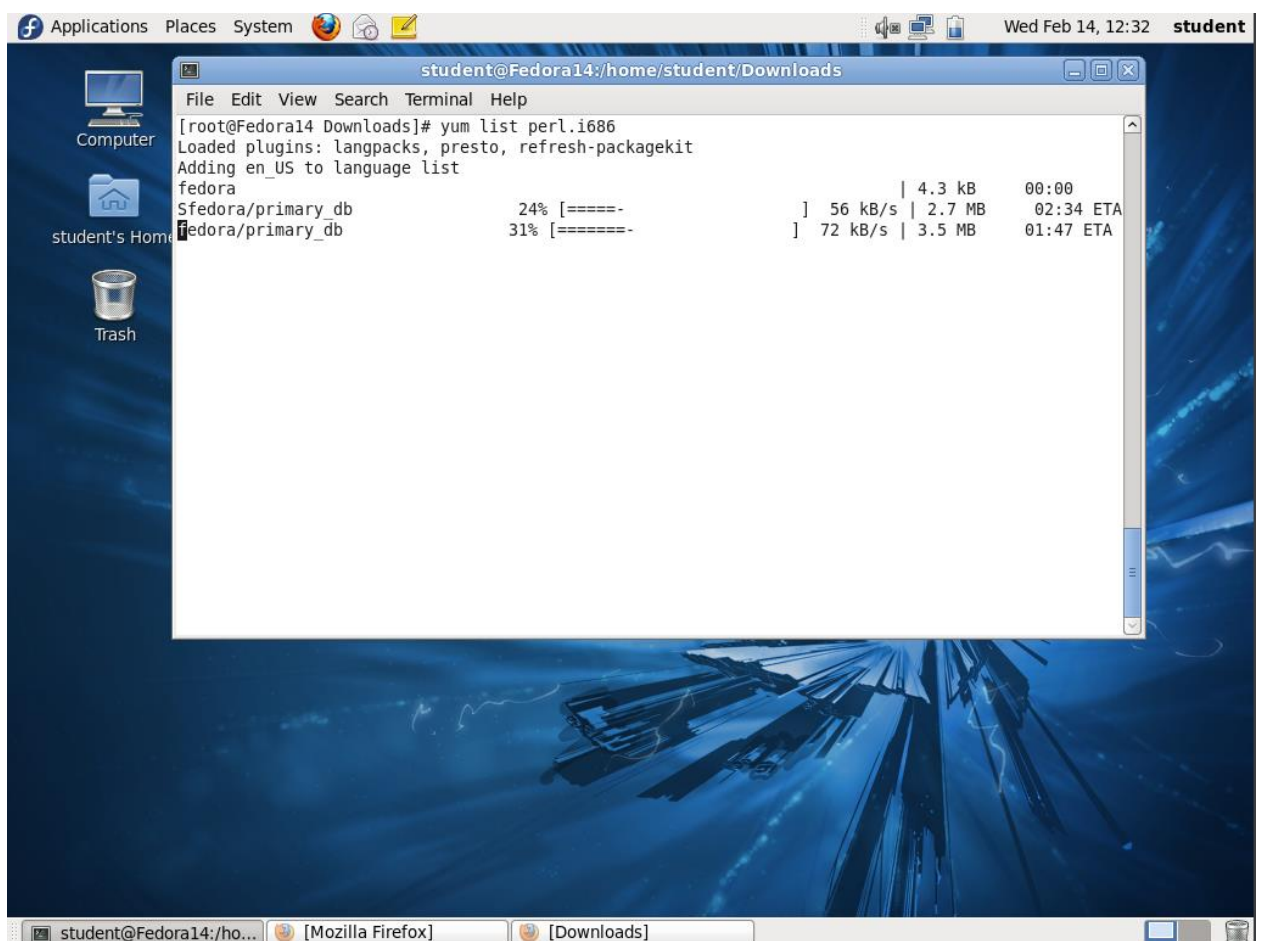 Applications Places System
Wed Feb 14, 12:32 student
student@Fedora14:/home/student/Downloads
File Edit View Search Terminal Help
[root@Fedora14 Downloads]# yum list perl.i686
Loaded plugins: langpacks, presto, refresh-packagekit
Adding en_US to language list
fedora | 4.3 kB 00:00
Sfedora/primary_db 24% [=====- ] 56 kB/s | 2.7 MB 02:34 ETA
fedora/primary_db 31% [=======- ] 72 kB/s | 3.5 MB 01:47 ETA
Computer
student's Home
Trash
student@Fedora14:/ho...
[Mozilla Firefox]
[Downloads]